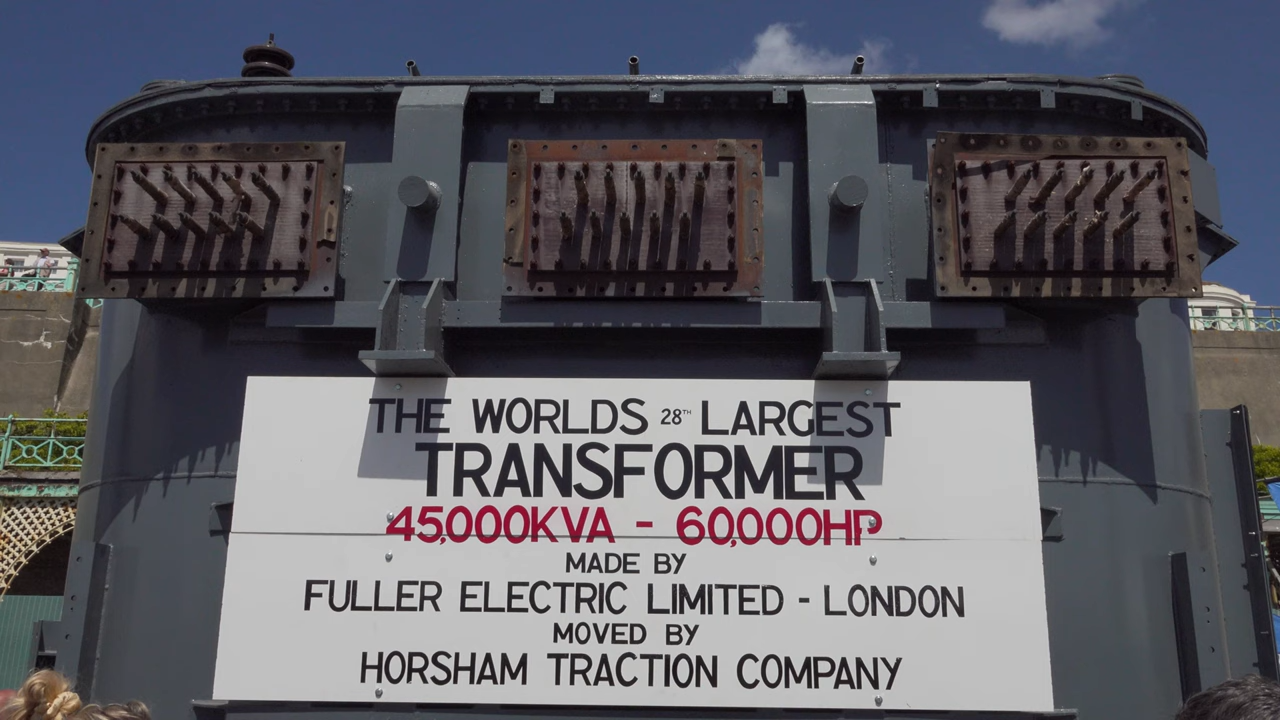 THE WORLDS 28TH LARGEST
TRANSFORMER
45,000KVA - 60,000HP
MADE BY
FULLER ELECTRIC LIMITED - LONDON
MOVED BY
HORSHAM TRACTION COMPANY